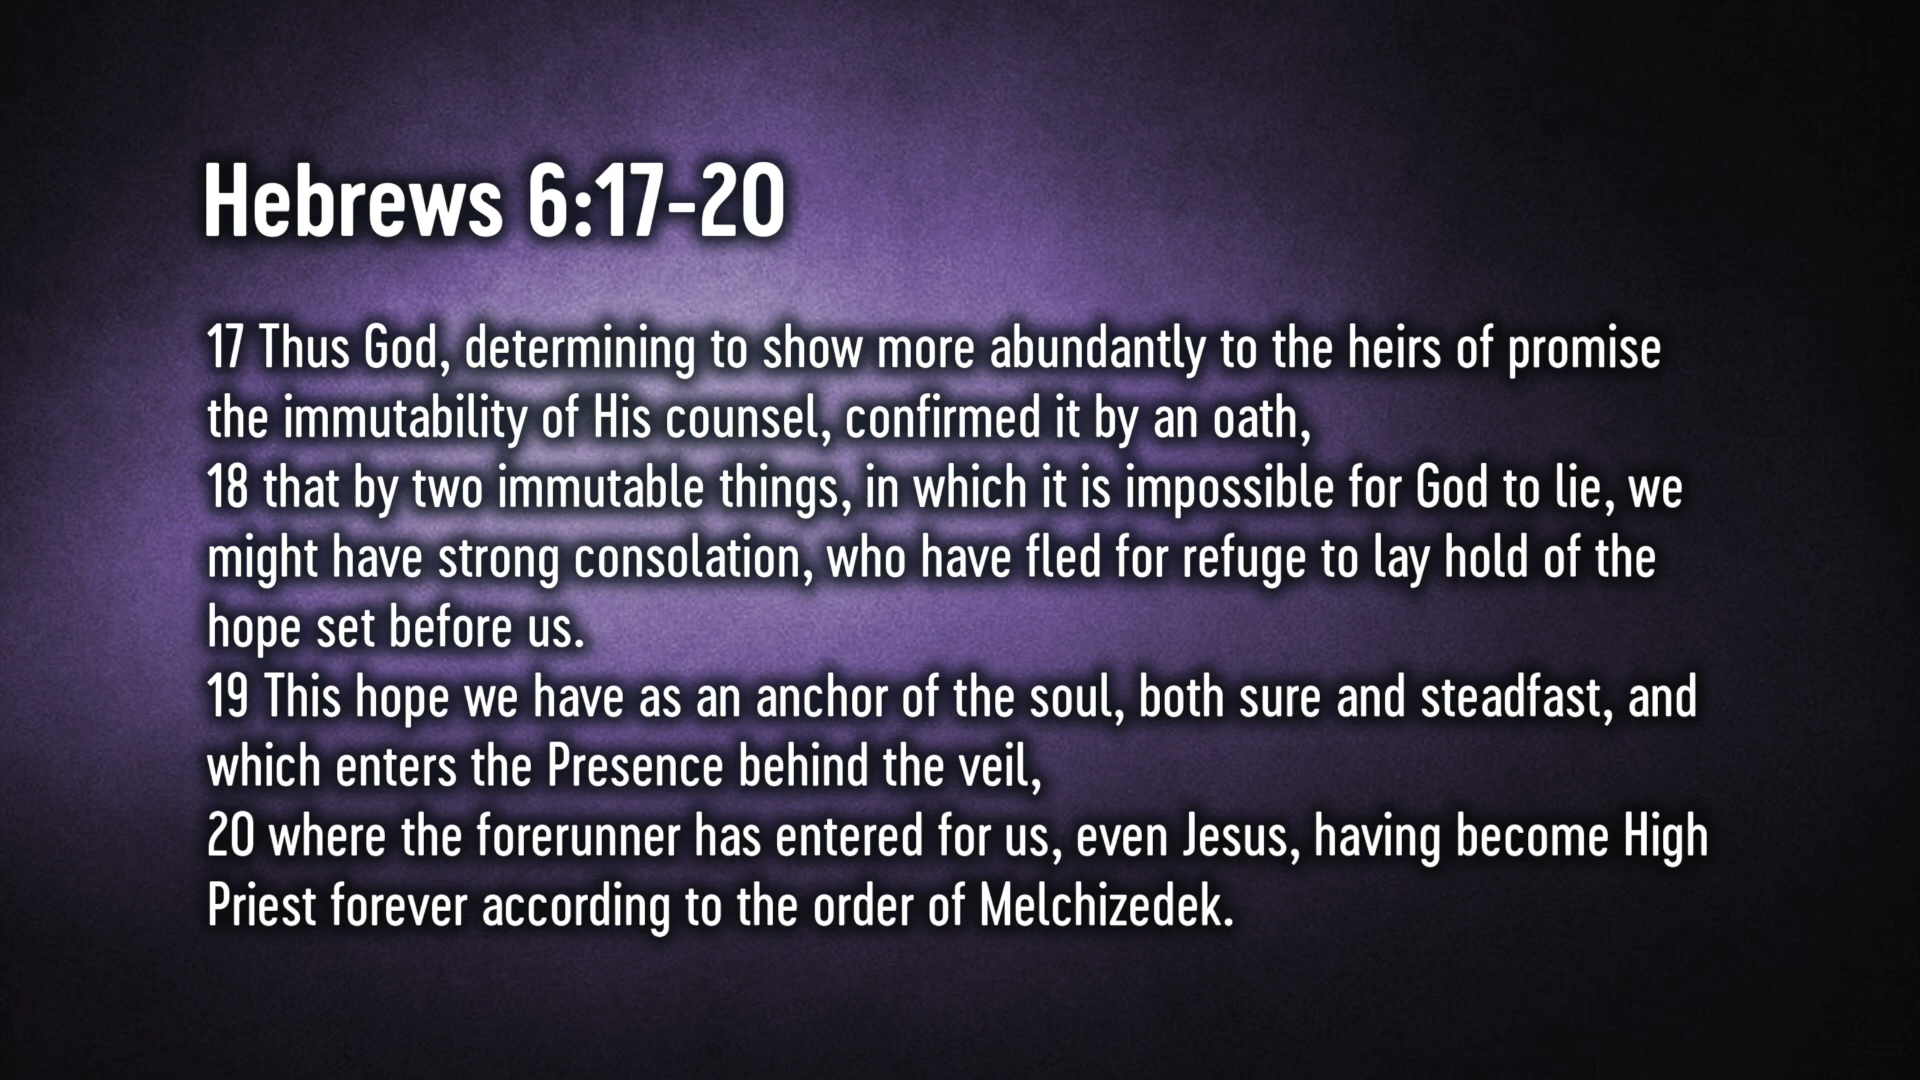 Hebrews 6:17-20
17 Thus God, determining to show more abundantly to the heirs of promise
the immutability of His counsel, confirmed it by an oath,
18 that by two immutable things, in which it is impossible for God to lie, we
might have strong consolation, who have fled for refuge to lay hold of the
hope set before us.
19 This hope we have as an anchor of the soul, both sure and steadfast, and
which enters the Presence behind the veil,
20 where the forerunner has entered for us, even Jesus, having become High
Priest forever according to the order of Melchizedek.